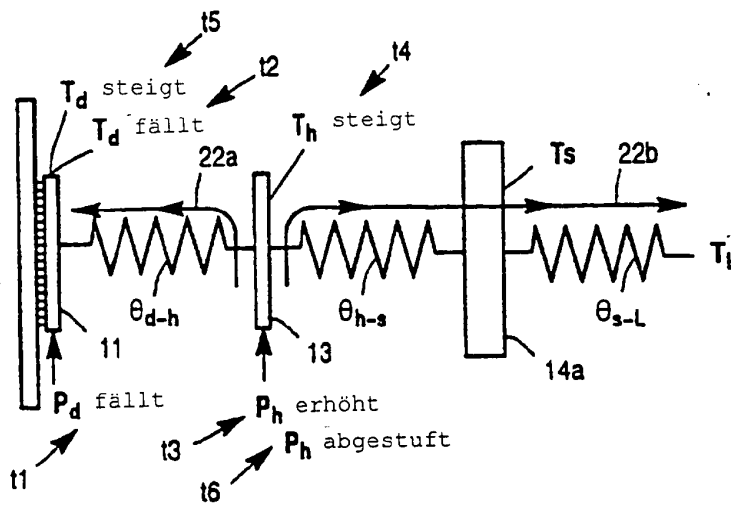 t5
t2
t4
Td steigt
Td fällt
Th steigt
22a
Ts
22b
Tl
θd-h
θh-s
θs-L
11
13
14a
Pd fällt
Ph erhöht
t3
Ph abgestuft
t1
t6